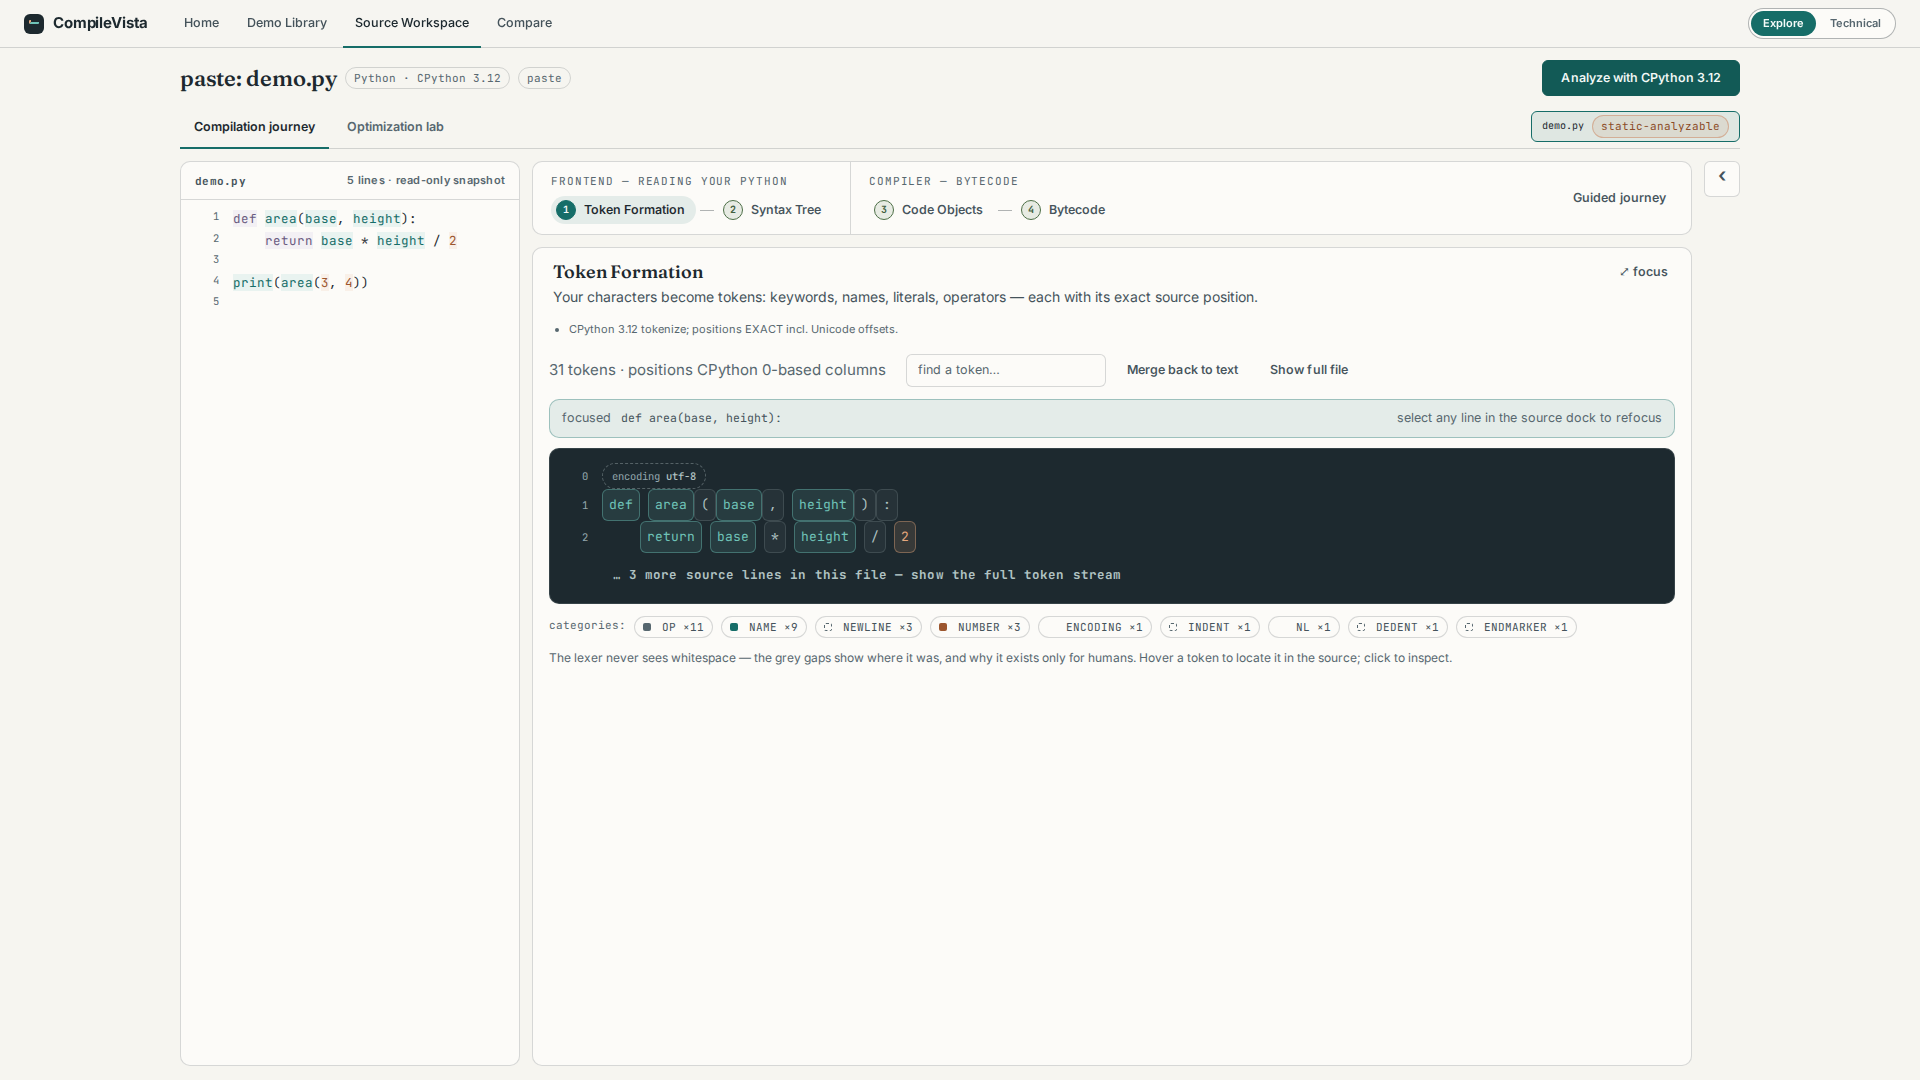 CompileVista Home Demo Library Source Workspace Compare Explore Technical
paste: demo.py Python · CPython 3.12 paste Analyze with CPython 3.12
Compilation journey Optimization lab demo.py static-analyzable
demo.py 5 lines · read-only snapshot
1 def area(base, height):
2 return base * height / 2
3
4 print(area(3, 4))
5
FRONTEND — READING YOUR PYTHON COMPILER — BYTECODE
1 Token Formation — 2 Syntax Tree 3 Code Objects — 4 Bytecode Guided journey
Token Formation ⤢ focus
Your characters become tokens: keywords, names, literals, operators — each with its exact source position.
• CPython 3.12 tokenize; positions EXACT incl. Unicode offsets.
31 tokens · positions CPython 0-based columns find a token... Merge back to text Show full file
focused def area(base, height): select any line in the source dock to refocus
0 encoding utf-8
1 def area ( base , height ) :
2 return base * height / 2
… 3 more source lines in this file — show the full token stream
categories: OP ×11 NAME ×9 NEWLINE ×3 NUMBER ×3 ENCODING ×1 INDENT ×1 NL ×1 DEDENT ×1 ENDMARKER ×1
The lexer never sees whitespace — the grey gaps show where it was, and why it exists only for humans. Hover a token to locate it in the source; click to inspect.